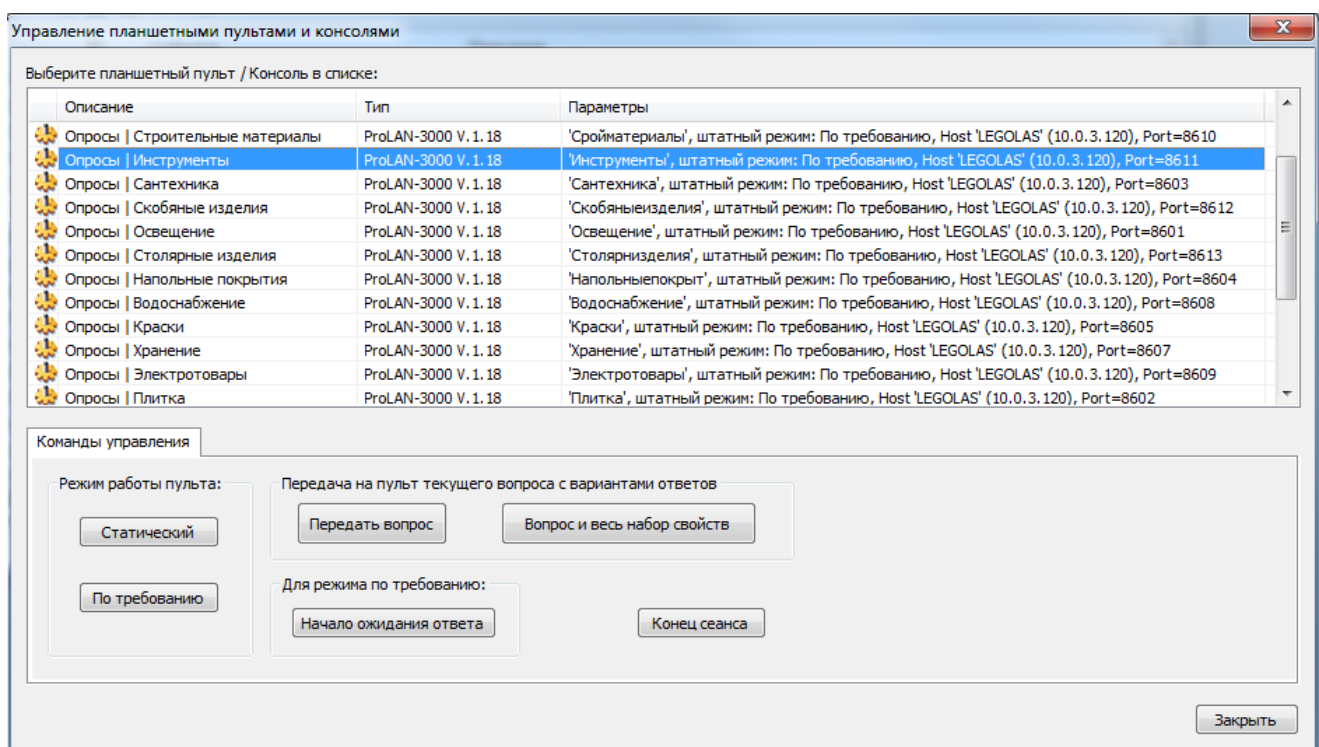 Управление планшетными пультами и консолями
Выберите планшетный пульт / Консоль в списке:
Описание Тип Параметры
Опросы | Строительные материалы ProLAN-3000 V.1.18 'Сройматериалы', штатный режим: По требованию, Host 'LEGOLAS' (10.0.3.120), Port=8610
Опросы | Инструменты ProLAN-3000 V.1.18 'Инструменты', штатный режим: По требованию, Host 'LEGOLAS' (10.0.3.120), Port=8611
Опросы | Сантехника ProLAN-3000 V.1.18 'Сантехника', штатный режим: По требованию, Host 'LEGOLAS' (10.0.3.120), Port=8603
Опросы | Скобяные изделия ProLAN-3000 V.1.18 'Скобяныеизделия', штатный режим: По требованию, Host 'LEGOLAS' (10.0.3.120), Port=8612
Опросы | Освещение ProLAN-3000 V.1.18 'Освещение', штатный режим: По требованию, Host 'LEGOLAS' (10.0.3.120), Port=8601
Опросы | Столярные изделия ProLAN-3000 V.1.18 'Столярнизделия', штатный режим: По требованию, Host 'LEGOLAS' (10.0.3.120), Port=8613
Опросы | Напольные покрытия ProLAN-3000 V.1.18 'Напольныепокрыт', штатный режим: По требованию, Host 'LEGOLAS' (10.0.3.120), Port=8604
Опросы | Водоснабжение ProLAN-3000 V.1.18 'Водоснабжение', штатный режим: По требованию, Host 'LEGOLAS' (10.0.3.120), Port=8608
Опросы | Краски ProLAN-3000 V.1.18 'Краски', штатный режим: По требованию, Host 'LEGOLAS' (10.0.3.120), Port=8605
Опросы | Хранение ProLAN-3000 V.1.18 'Хранение', штатный режим: По требованию, Host 'LEGOLAS' (10.0.3.120), Port=8607
Опросы | Электротовары ProLAN-3000 V.1.18 'Электротовары', штатный режим: По требованию, Host 'LEGOLAS' (10.0.3.120), Port=8609
Опросы | Плитка ProLAN-3000 V.1.18 'Плитка', штатный режим: По требованию, Host 'LEGOLAS' (10.0.3.120), Port=8602
Команды управления
Режим работы пульта: Передача на пульт текущего вопроса с вариантами ответов
Статический Передать вопрос Вопрос и весь набор свойств
По требованию Для режима по требованию:
Начало ожидания ответа Конец сеанса
Закрыть